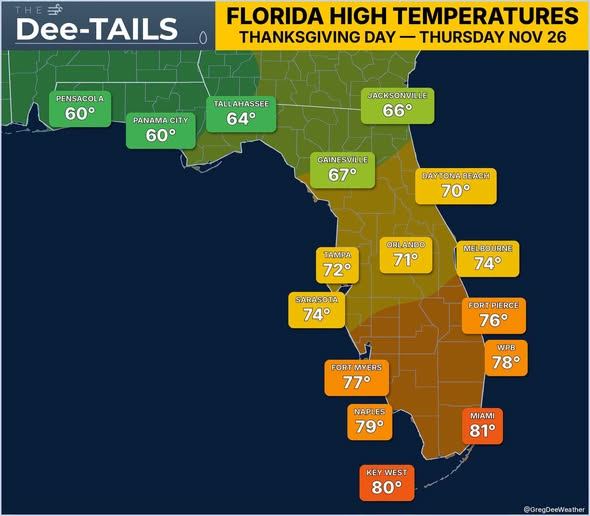 THE
Dee-TAILS
FLORIDA HIGH TEMPERATURES
THANKSGIVING DAY — THURSDAY NOV 26
PENSACOLA
60°
PANAMA CITY
60°
TALLAHASSEE
64°
JACKSONVILLE
66°
GAINESVILLE
67°
DAYTONA BEACH
70°
ORLANDO
71°
TAMPA
72°
MELBOURNE
74°
SARASOTA
74°
FORT PIERCE
76°
WPB
78°
FORT MYERS
77°
NAPLES
79°
MIAMI
81°
KEY WEST
80°
@GregDeeWeather